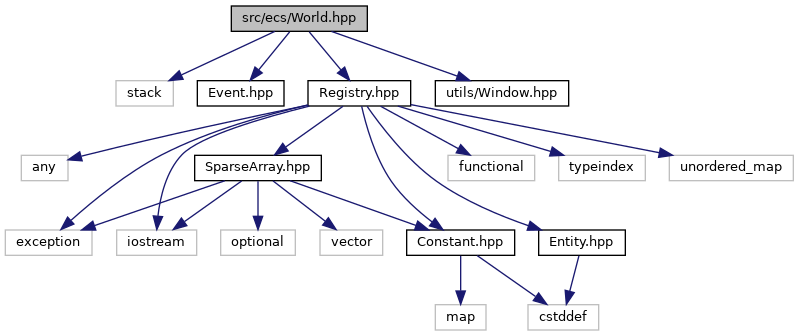 src/ecs/World.hpp
stack
Event.hpp
Registry.hpp
utils/Window.hpp
any
SparseArray.hpp
functional
typeindex
unordered_map
exception
iostream
optional
vector
Constant.hpp
Entity.hpp
map
cstddef